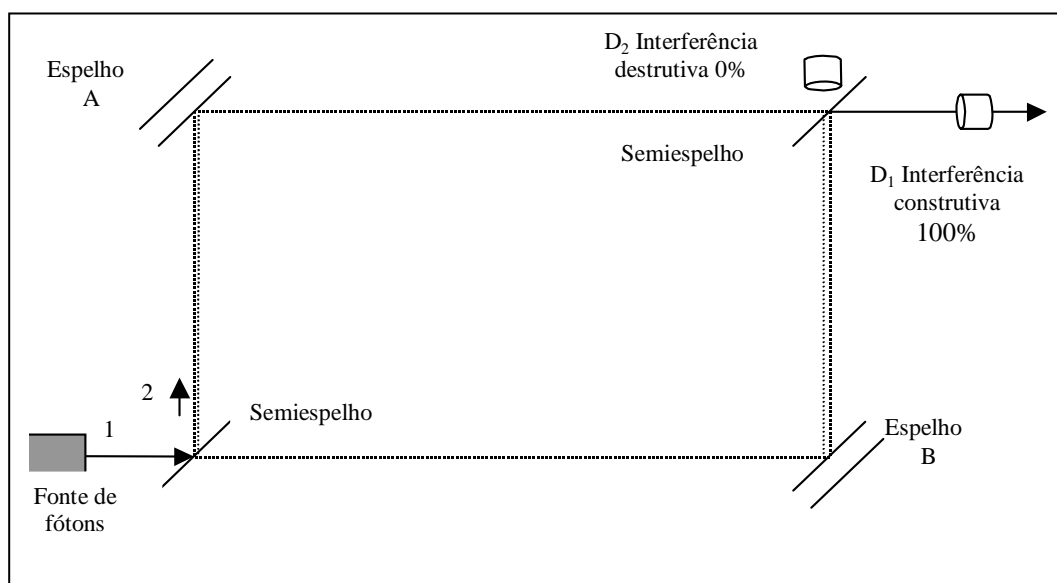 D₂ Interferência
destrutiva 0%
Espelho
A
Semiespelho
D₁ Interferência
construtiva
100%
2
Semiespelho
1
Espelho
B
Fonte de
fótons